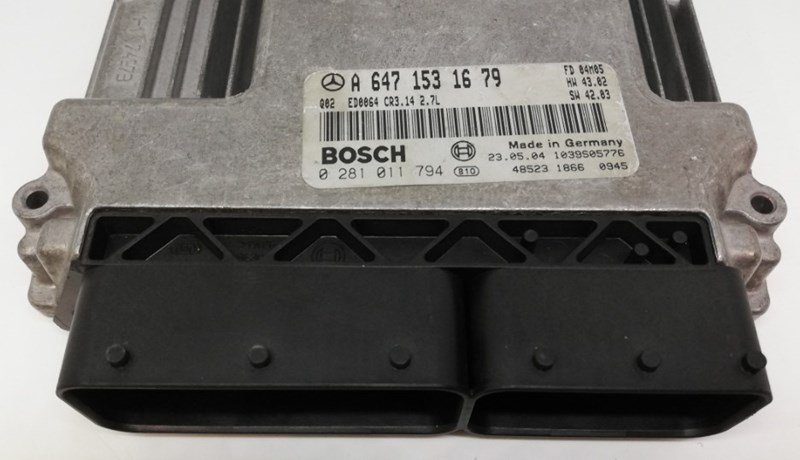 A 647 153 16 79
FD 04M05
HW 43.02
SW 42.03
Q02 ED0064 CR3.14 2.7L
BOSCH
Made in Germany
23.05.04 1039S05776
0 281 011 794 810
48523 1866 0945